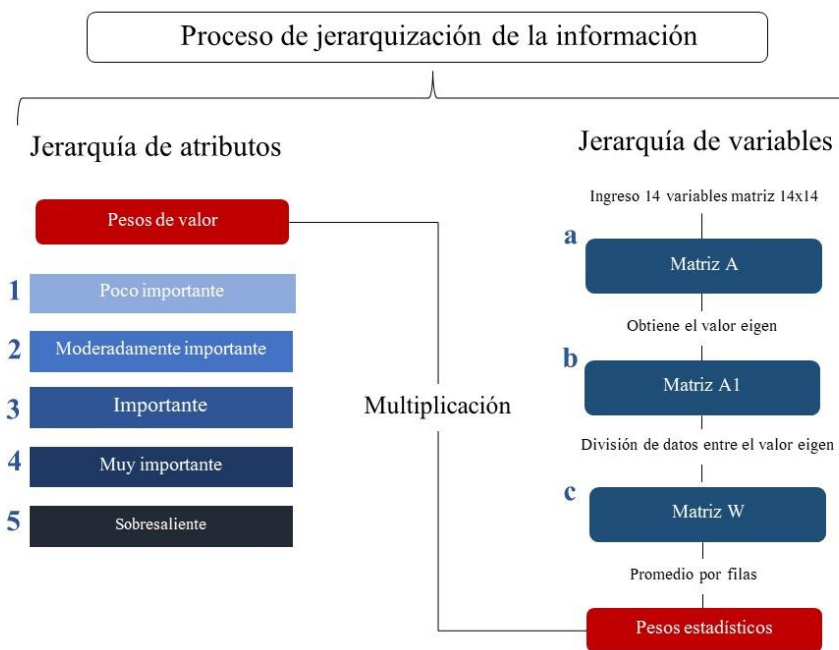 Proceso de jerarquización de la información
Jerarquía de atributos
Pesos de valor
1 Poco importante
2 Moderadamente importante
3 Importante
4 Muy importante
5 Sobresaliente
Multiplicación
Jerarquía de variables
Ingreso 14 variables matriz 14x14
a Matriz A
Obtiene el valor eigen
b Matriz A1
División de datos entre el valor eigen
c Matriz W
Promedio por filas
Pesos estadísticos